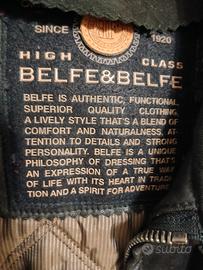 SINCE 1920
HIGH CLASS
BELFE&BELFE
BELFE IS AUTHENTIC, FUNCTIONAL
SUPERIOR QUALITY CLOTHING.
A LIVELY STYLE THAT'S A BLEND OF
COMFORT AND NATURALNESS, AT-
TENTION TO DETAILS AND STRONG
PERSONALITY. BELFE IS A UNIQUE
PHILOSOPHY OF DRESSING THAT'S
AN EXPRESSION OF A TRUE WAY
OF LIFE WITH ITS HEART IN TRADI-
TION AND A SPIRIT FOR ADVENTURE
subito